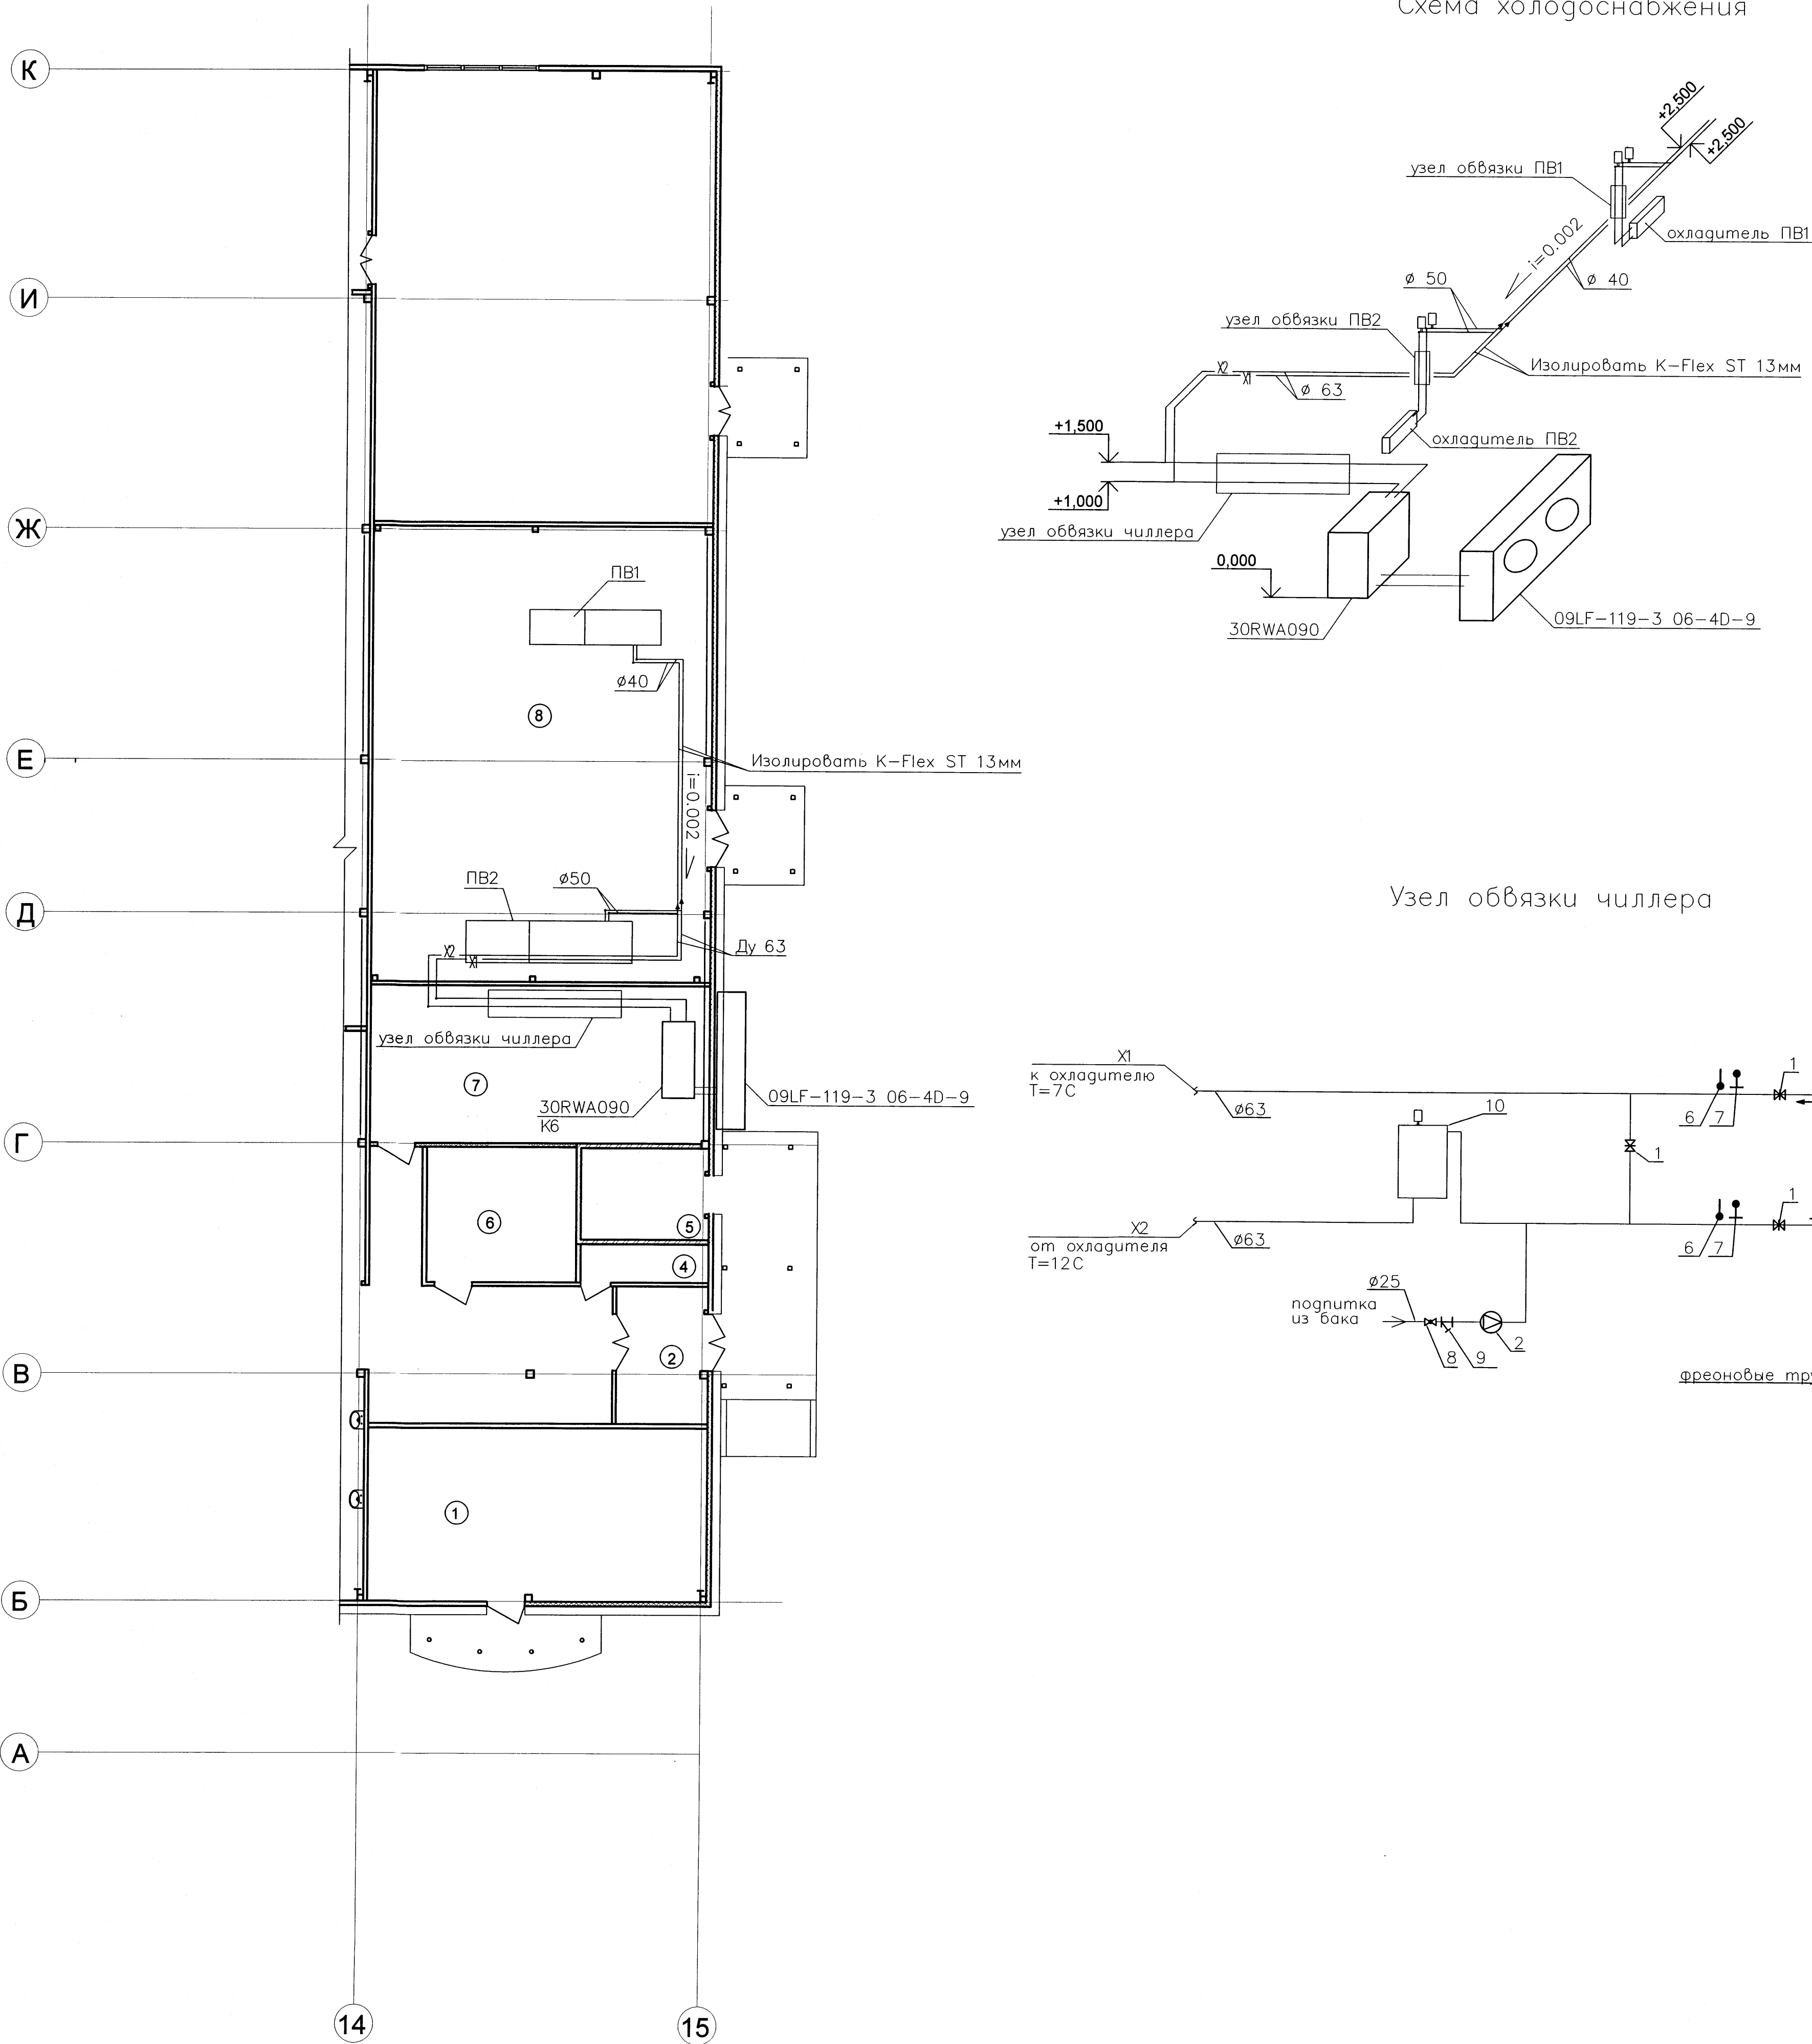 К
И
Ж
Е
Д
Г
В
Б
А
14
15
ПВ1
ø40
8
Изолировать K-Flex ST 13мм
i=0.002
ПВ2
ø50
Ду 63
X2
X1
узел обвязки чиллера
7
30RWA090
К6
09LF-119-3 06-4D-9
6
5
4
2
1
Схема холодоснабжения
+2,500
+2,500
узел обвязки ПВ1
охладитель ПВ1
i=0.002
ø 50
ø 40
узел обвязки ПВ2
Изолировать K-Flex ST 13мм
X2
X1
ø 63
охладитель ПВ2
+1,500
+1,000
узел обвязки чиллера
0,000
30RWA090
09LF-119-3 06-4D-9
Узел обвязки чиллера
X1
к охладителю
T=7C
ø63
10
6
7
1
1
X2
от охладителя
T=12C
ø63
6
7
1
ø25
подпитка
из бака
8
9
2
фреоновые